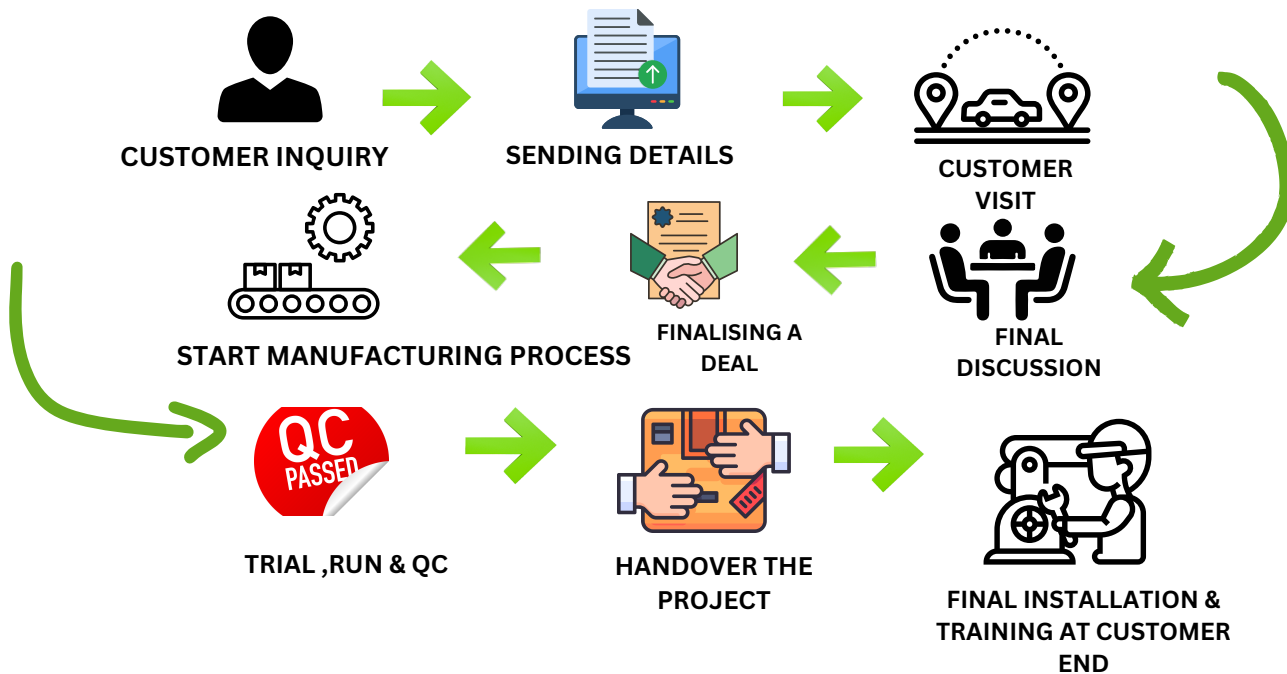 CUSTOMER INQUIRY
SENDING DETAILS
CUSTOMER
VISIT
FINAL
DISCUSSION
FINALISING A
DEAL
START MANUFACTURING PROCESS
QC
PASSED
TRIAL ,RUN & QC
HANDOVER THE
PROJECT
FINAL INSTALLATION &
TRAINING AT CUSTOMER
END